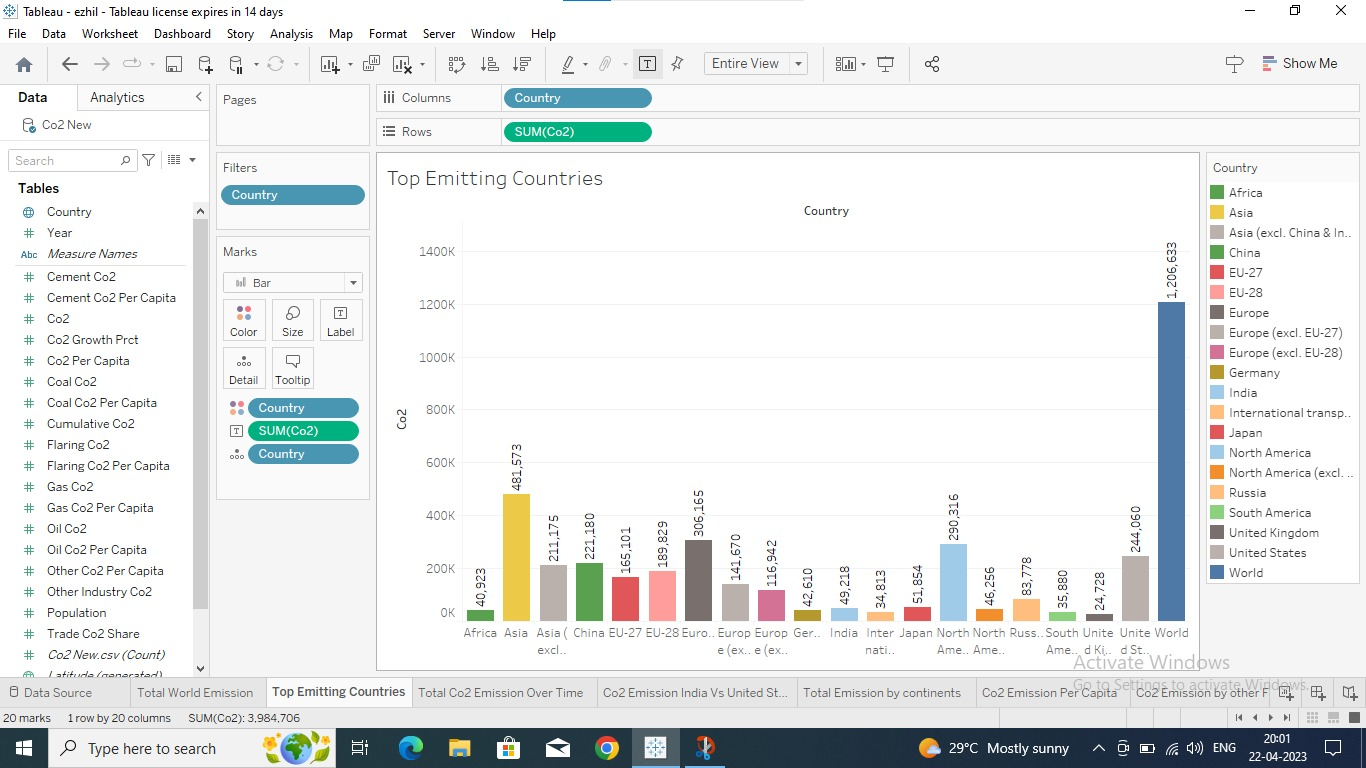 Tableau - ezhil - Tableau license expires in 14 days
File Data Worksheet Dashboard Story Analysis Map Format Server Window Help
Entire View
Show Me
Data Analytics
Co2 New
Search
Tables
Country
Year
Abc Measure Names
Cement Co2
Cement Co2 Per Capita
Co2
Co2 Growth Prct
Co2 Per Capita
Coal Co2
Coal Co2 Per Capita
Cumulative Co2
Flaring Co2
Flaring Co2 Per Capita
Gas Co2
Gas Co2 Per Capita
Oil Co2
Oil Co2 Per Capita
Other Co2 Per Capita
Other Industry Co2
Population
Trade Co2 Share
Co2 New.csv (Count)
Latitude (generated)
Pages
Filters
Country
Marks
Bar
Color Size Label
Detail Tooltip
Country
SUM(Co2)
Country
Columns Country
Rows SUM(Co2)
Top Emitting Countries
Country
Co2
1400K
1200K
1000K
800K
600K
400K
200K
0K
40,923
481,573
211,175
221,180
165,101
189,829
306,165
141,670
116,942
42,610
49,218
34,813
51,854
290,316
46,256
83,778
35,880
24,728
244,060
1,206,633
Africa Asia Asia ( China EU-27 EU-28 Euro.. Europ Europ Ger.. India Inter Japan North North Russ.. South Unite Unite World
excl.. e (ex.. e (ex.. nati.. Ame.. Ame.. Ame.. d Ki.. d St..
Country
Africa
Asia
Asia (excl. China & In..
China
EU-27
EU-28
Europe
Europe (excl. EU-27)
Europe (excl. EU-28)
Germany
India
International transp..
Japan
North America
North America (excl. ..
Russia
South America
United Kingdom
United States
World
Activate Windows
Go to Settings to activate Windows.
Data Source Total World Emission Top Emitting Countries Total Co2 Emission Over Time Co2 Emission India Vs United St... Total Emission by continents Co2 Emission Per Capita Co2 Emission by other F
20 marks 1 row by 20 columns SUM(Co2): 3,984,706
Type here to search
29°C Mostly sunny
ENG
20:01
22-04-2023